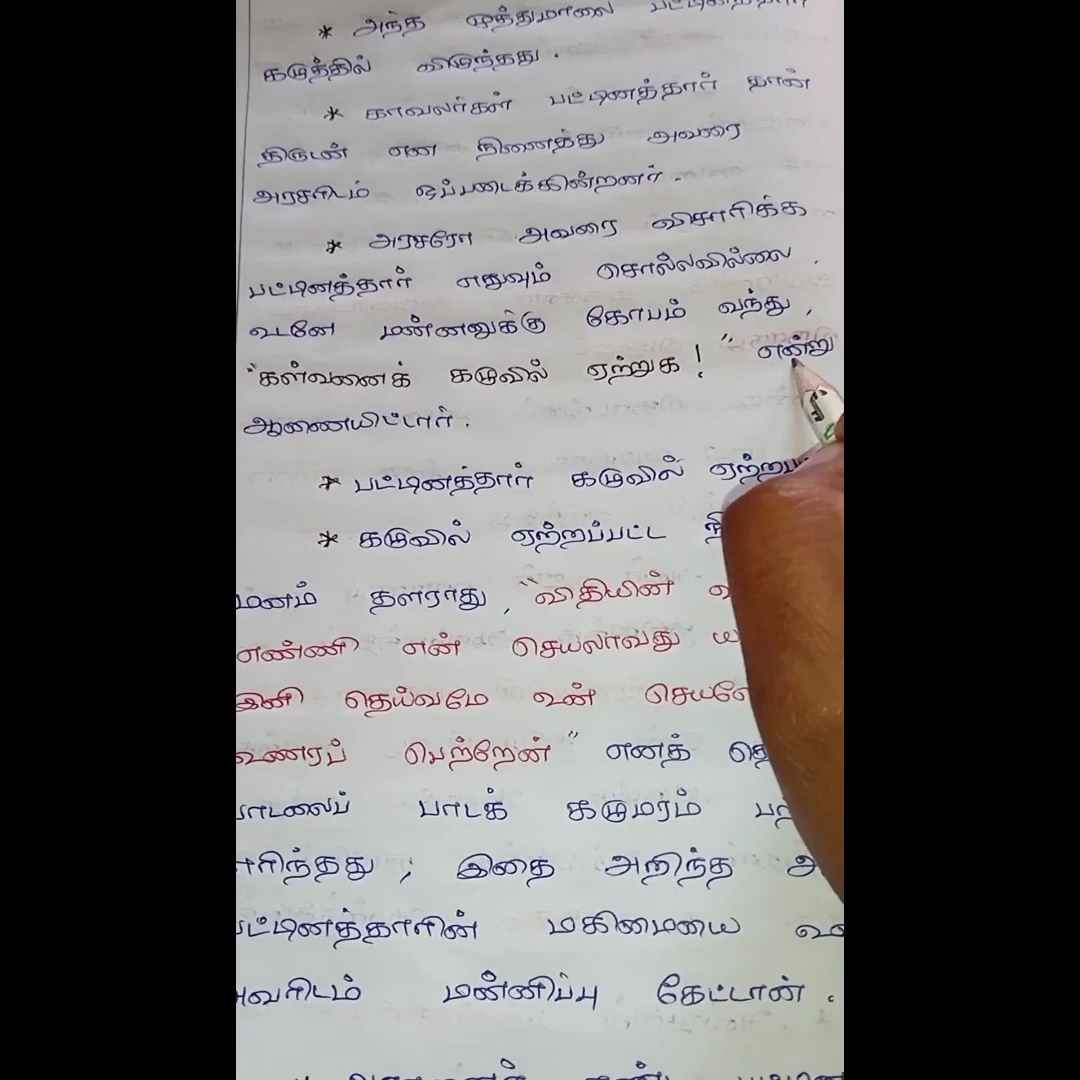 * அந்த முத்துமாலை
கழுத்தில் விழுந்தது.
* காவலர்கள் பட்டினத்தார் தான்
திருடன் என நினைத்து அவரை
அரசரிடம் ஒப்படைக்கின்றனர்.
* அரசரோ அவரை விசாரிக்க
பட்டினத்தார் எதுவும் சொல்லவில்லை.
உடனே மன்னனுக்கு கோபம் வந்து,
"கள்வனைக் கழுவில் ஏற்றுக!" என்று
ஆணையிட்டார்.
* பட்டினத்தார் கழுவில்
* கழுவில் ஏற்றப்பட்ட
மனம் தளராது, "விதியின்
எண்ணி என் செயலாவது
இனி தெய்வமே உன்
உணரப் பெற்றேன்" எனத்
பாடலைப் பாடக் கழுமரம்
எரிந்தது; இதை அறிந்த
பட்டினத்தாரின் மகிமையை
அவரிடம் மன்னிப்பு கேட்டான்.